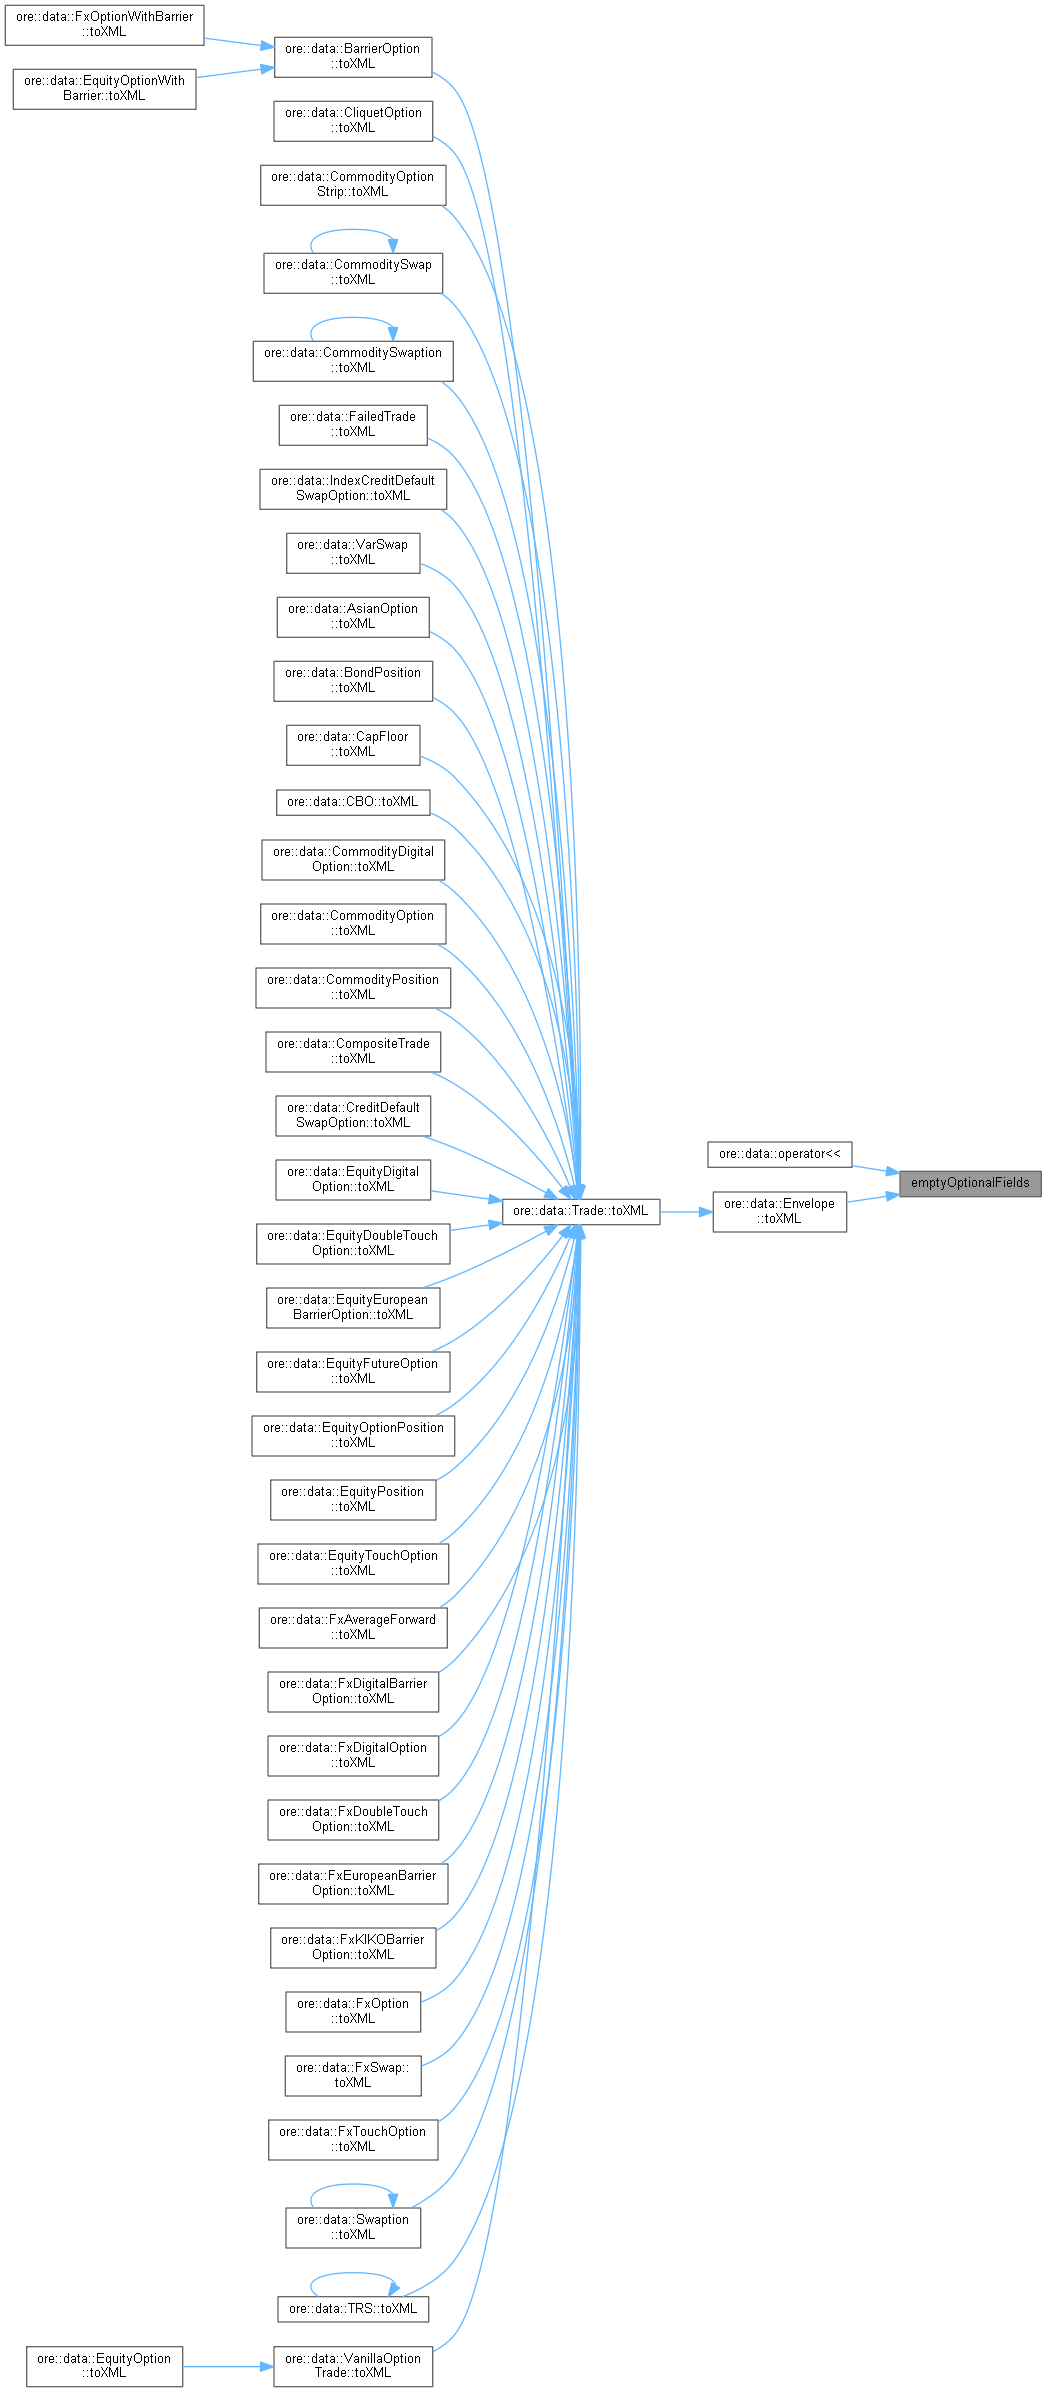 ore::data::FxOptionWithBarrier
::toXML
ore::data::EquityOptionWith
Barrier::toXML
ore::data::BarrierOption
::toXML
ore::data::CliquetOption
::toXML
ore::data::CommodityOption
Strip::toXML
ore::data::CommoditySwap
::toXML
ore::data::CommoditySwaption
::toXML
ore::data::FailedTrade
::toXML
ore::data::IndexCreditDefault
SwapOption::toXML
ore::data::VarSwap
::toXML
ore::data::AsianOption
::toXML
ore::data::BondPosition
::toXML
ore::data::CapFloor
::toXML
ore::data::CBO::toXML
ore::data::CommodityDigital
Option::toXML
ore::data::CommodityOption
::toXML
ore::data::CommodityPosition
::toXML
ore::data::CompositeTrade
::toXML
ore::data::CreditDefault
SwapOption::toXML
ore::data::EquityDigital
Option::toXML
ore::data::EquityDoubleTouch
Option::toXML
ore::data::EquityEuropean
BarrierOption::toXML
ore::data::EquityFutureOption
::toXML
ore::data::EquityOptionPosition
::toXML
ore::data::EquityPosition
::toXML
ore::data::EquityTouchOption
::toXML
ore::data::FxAverageForward
::toXML
ore::data::FxDigitalBarrier
Option::toXML
ore::data::FxDigitalOption
::toXML
ore::data::FxDoubleTouch
Option::toXML
ore::data::FxEuropeanBarrier
Option::toXML
ore::data::FxKIKOBarrier
Option::toXML
ore::data::FxOption
::toXML
ore::data::FxSwap::
toXML
ore::data::FxTouchOption
::toXML
ore::data::Swaption
::toXML
ore::data::TRS::toXML
ore::data::VanillaOption
Trade::toXML
ore::data::EquityOption
::toXML
ore::data::Trade::toXML
ore::data::operator<<
ore::data::Envelope
::toXML
emptyOptionalFields